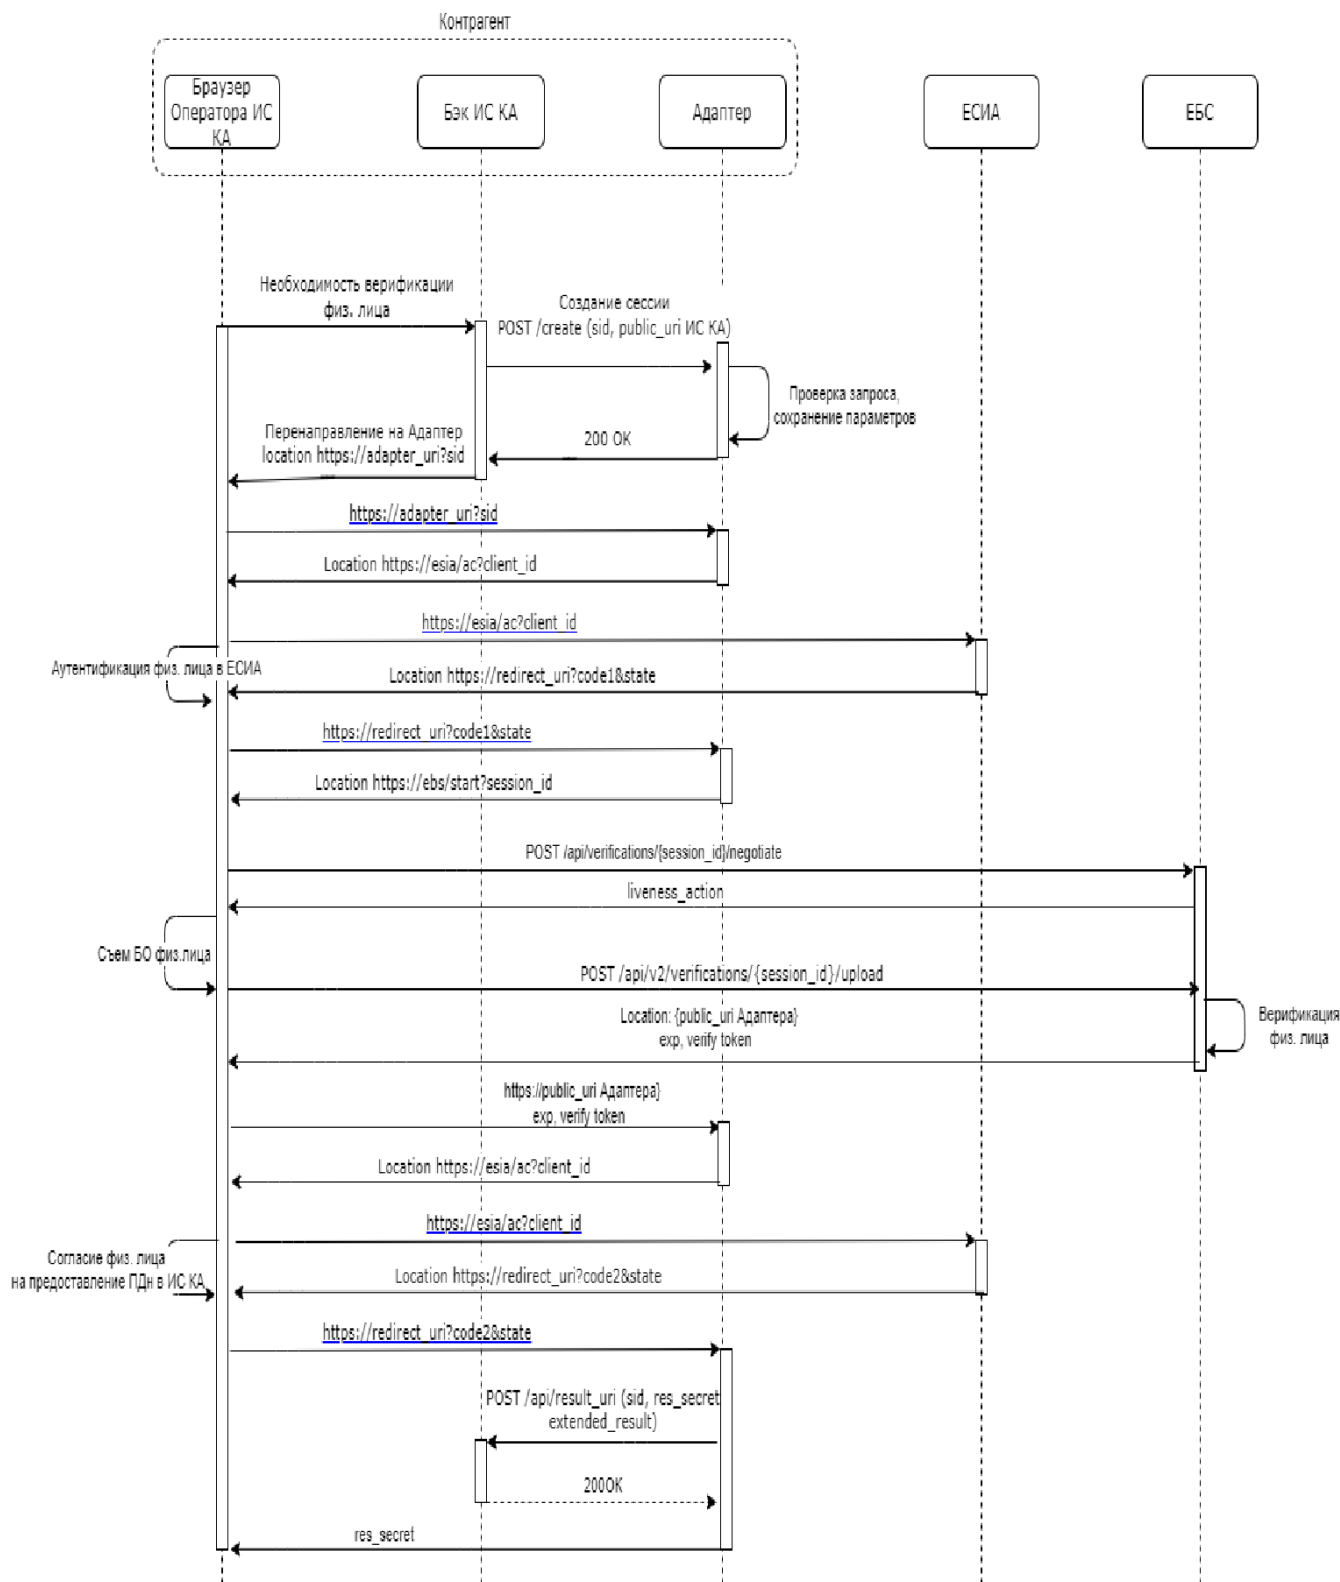 Контрагент
Браузер
Оператора ИС
КА
Бэк ИС КА
Адаптер
ЕСИА
ЕБС
Необходимость верификации
физ. лица
Создание сессии
POST /create (sid, public_uri ИС КА)
Проверка запроса,
сохранение параметров
200 OK
Перенаправление на Адаптер
location https://adapter_uri?sid
https://adapter_uri?sid
Location https://esia/ac?client_id
https://esia/ac?client_id
Аутентификация физ. лица в ЕСИА
Location https://redirect_uri?code1&state
https://redirect_uri?code1&state
Location https://ebs/start?session_id
POST /api/verifications/{session_id}/negotiate
liveness_action
Съем БО физ.лица
POST /api/v2/verifications/{session_id}/upload
Location: {public_uri Адаптера}
exp, verify token
Верификация
физ. лица
https://public_uri Адаптера}
exp, verify token
Location https://esia/ac?client_id
https://esia/ac?client_id
Согласие физ. лица
на предоставление ПДн в ИС КА
Location https://redirect_uri?code2&state
https://redirect_uri?code2&state
POST /api/result_uri (sid, res_secret
extended_result)
200OK
res_secret